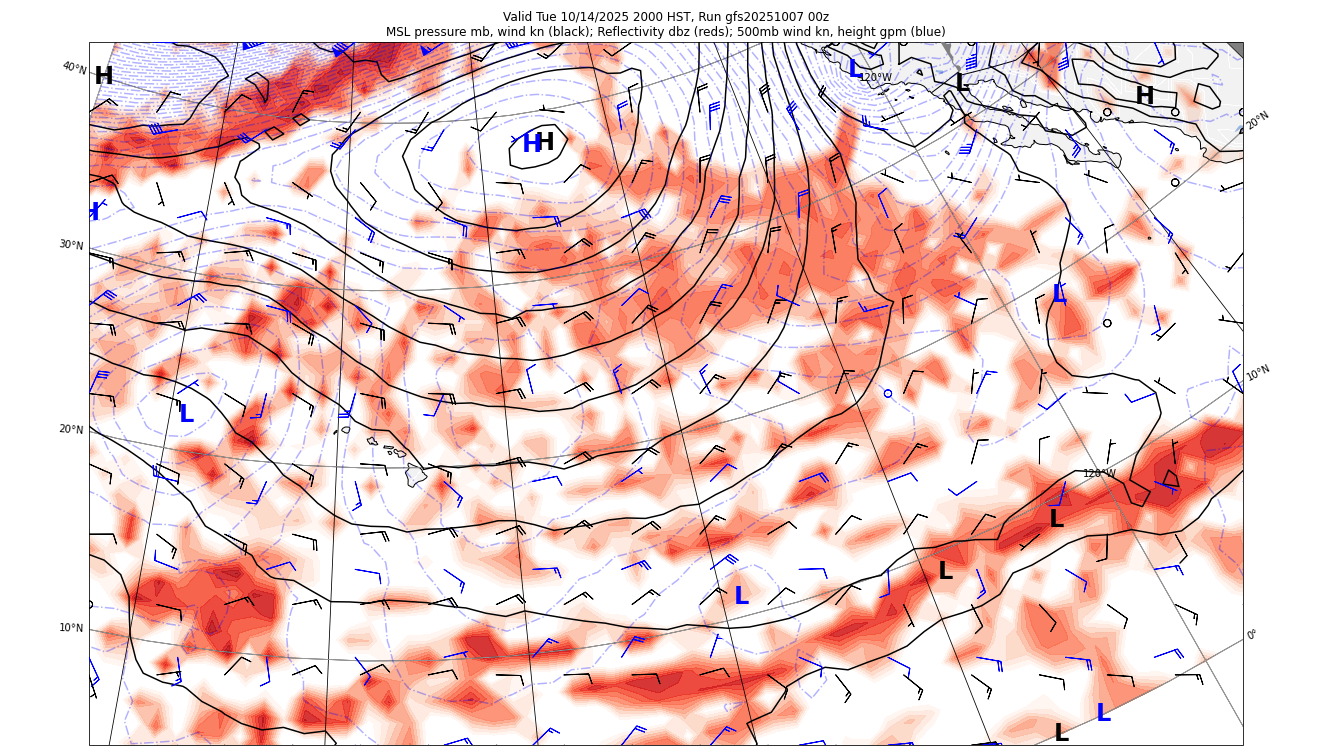 Valid Tue 10/14/2025 2000 HST, Run gfs20251007 00z
MSL pressure mb, wind kn (black); Reflectivity dbz (reds); 500mb wind kn, height gpm (blue)
40°N
H
L
120°W
L
H
20°N
H
H
H
30°N
L
10°N
L
20°N
120°W
L
L
L
10°N
0°
L
L